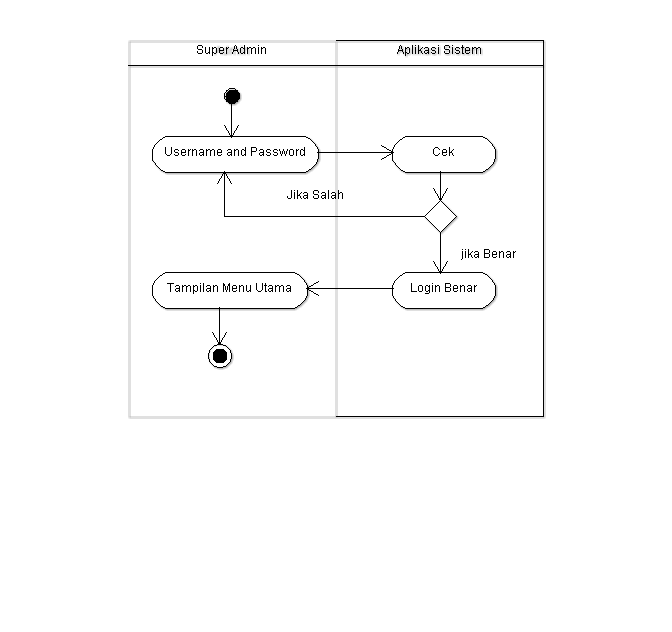 Super Admin
Aplikasi Sistem
Username and Password
Cek
Jika Salah
jika Benar
Tampilan Menu Utama
Login Benar